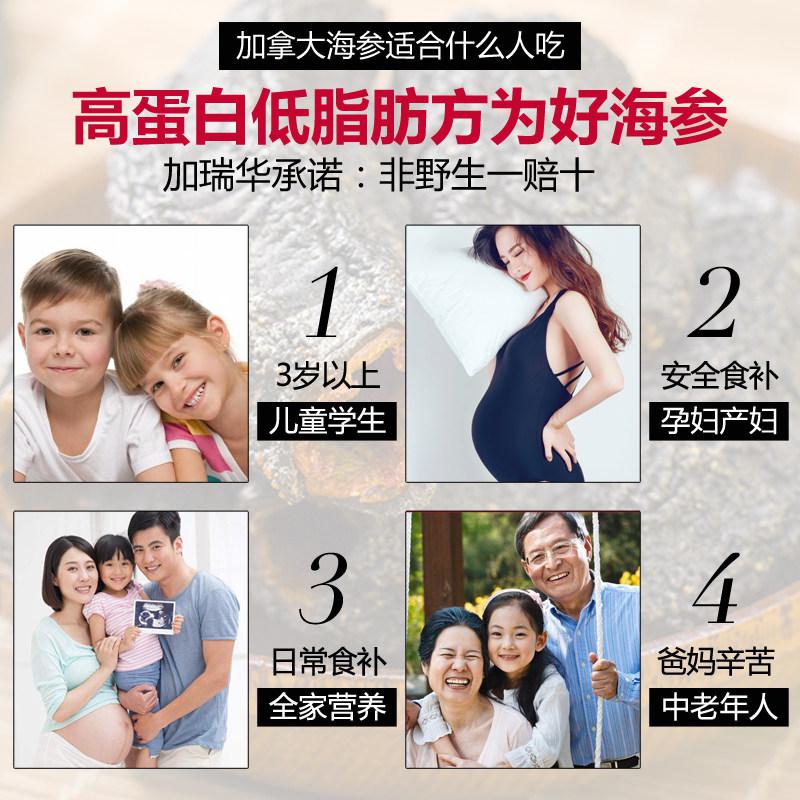 加拿大海参适合什么人吃
高蛋白低脂肪方为好海参
加瑞华承诺：非野生一赔十
1
3岁以上
儿童学生
2
安全食补
孕妇产妇
3
日常食补
全家营养
4
爸妈辛苦
中老年人